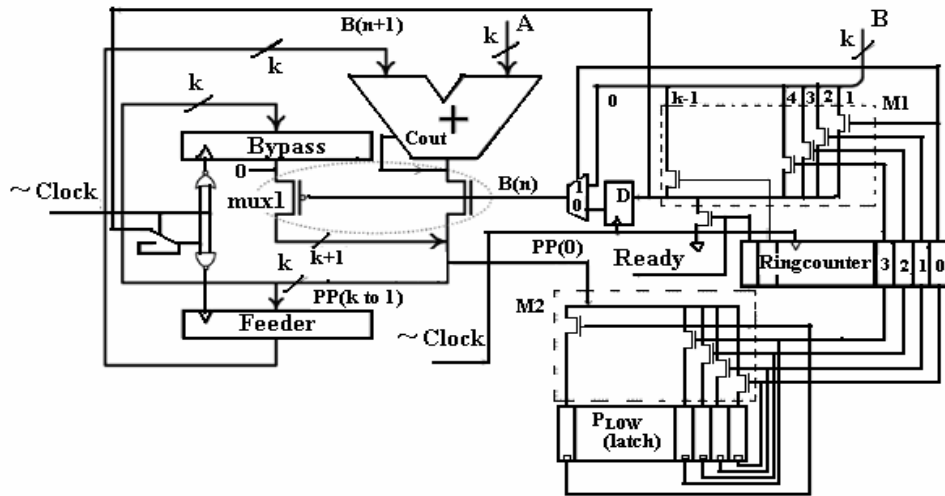 B(n+1)
k
A
B
k
k
k
0
k-1
4 3 2 1
M1
Cout
+
Bypass
0
~Clock
mux1
B(n)
1
0
D
k+1
PP(0)
Ready
Ringcounter 3 2 1 0
k
PP(k to 1)
M2
Feeder
~Clock
PLOW
(latch)